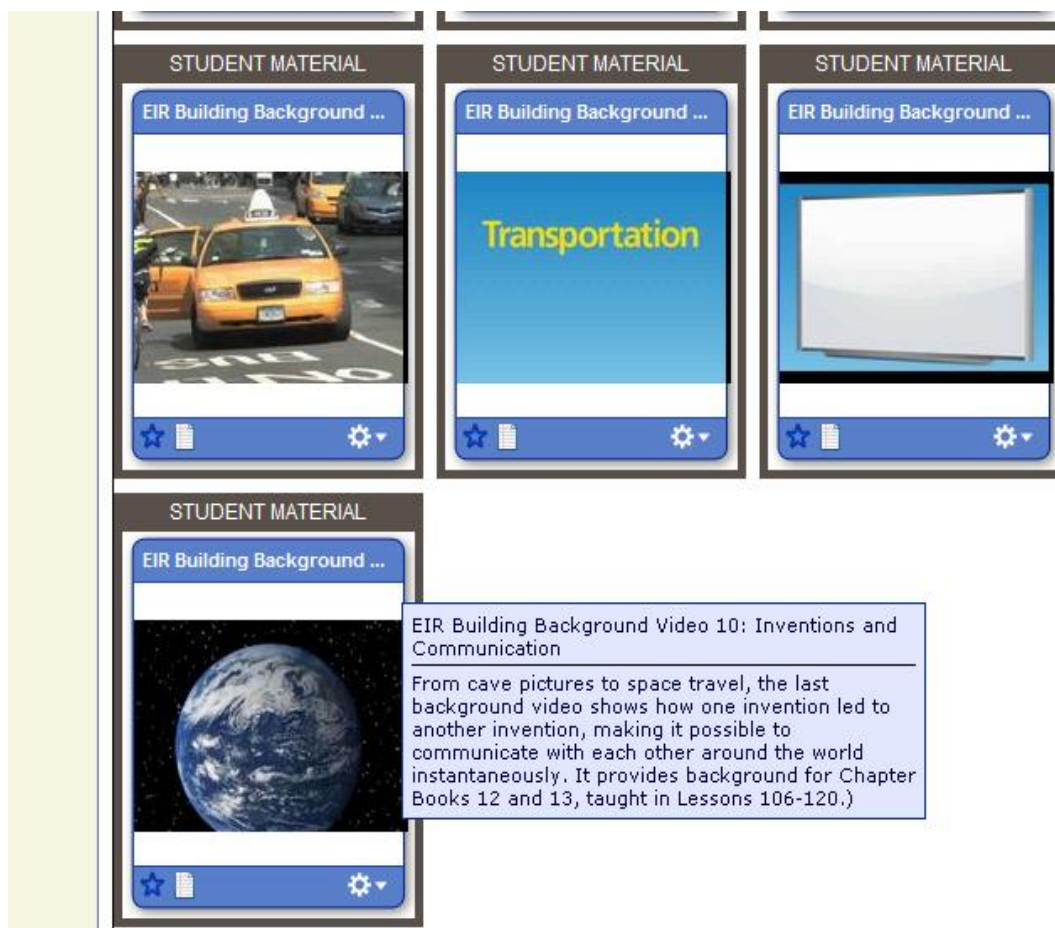 STUDENT MATERIAL
STUDENT MATERIAL
STUDENT MATERIAL
EIR Building Background ...
EIR Building Background ...
EIR Building Background ...
Transportation
BUS
ONLY
STUDENT MATERIAL
EIR Building Background ...
EIR Building Background Video 10: Inventions and
Communication
From cave pictures to space travel, the last
background video shows how one invention led to
another invention, making it possible to
communicate with each other around the world
instantaneously. It provides background for Chapter
Books 12 and 13, taught in Lessons 106-120.)